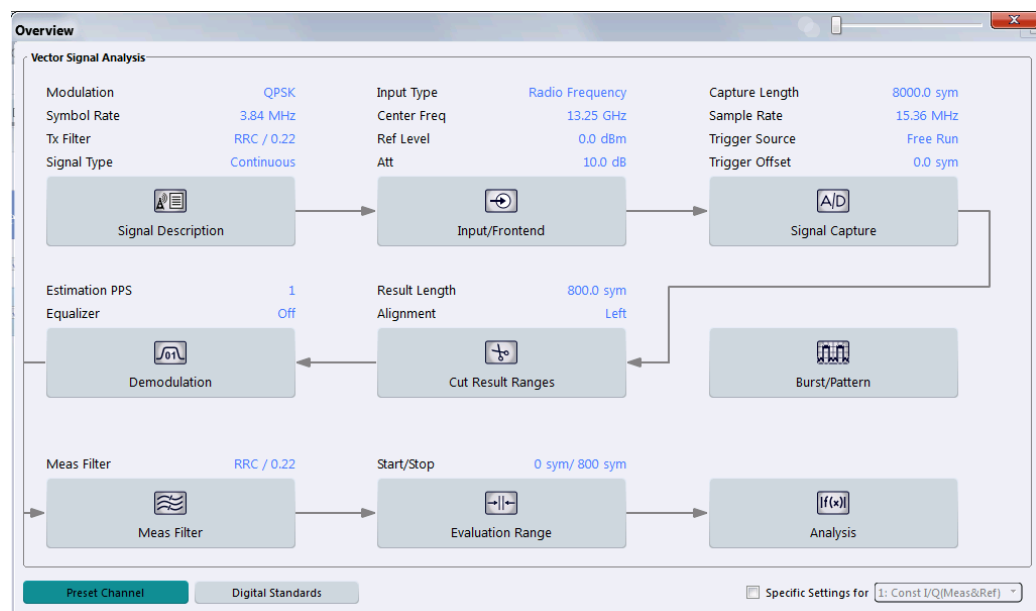 Overview
Vector Signal Analysis
Modulation QPSK Input Type Radio Frequency Capture Length 8000.0 sym
Symbol Rate 3.84 MHz Center Freq 13.25 GHz Sample Rate 15.36 MHz
Tx Filter RRC / 0.22 Ref Level 0.0 dBm Trigger Source Free Run
Signal Type Continuous Att 10.0 dB Trigger Offset 0.0 sym
A/D
Signal Description Input/Frontend Signal Capture
Estimation PPS 1 Result Length 800.0 sym
Equalizer Off Alignment Left
01
Demodulation Cut Result Ranges Burst/Pattern
Meas Filter RRC / 0.22 Start/Stop 0 sym/ 800 sym
|f(x)|
Meas Filter Evaluation Range Analysis
Preset Channel Digital Standards Specific Settings for 1: Const I/Q(Meas&Ref)